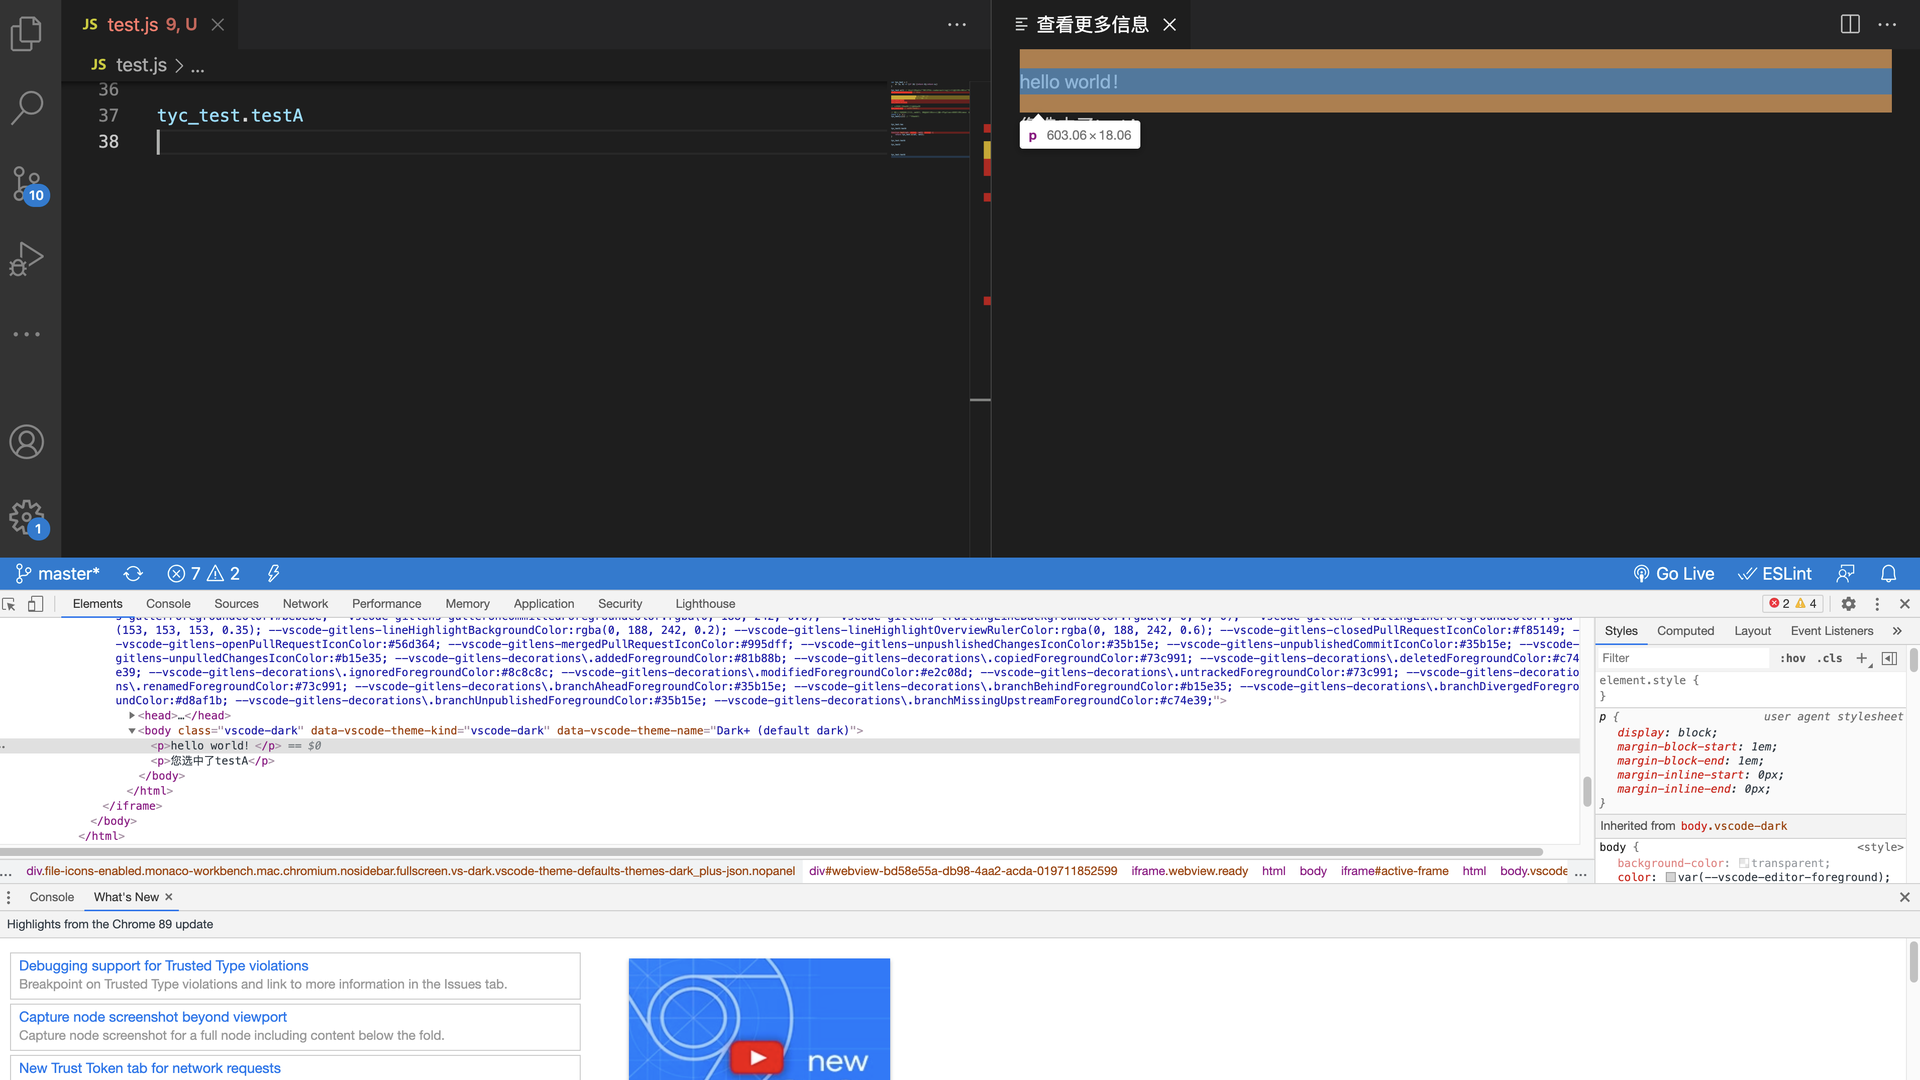 JS test.js 9, U
查看更多信息
JS test.js > ...
36
37 tyc_test.testA
38
hello world!
p 603.06 × 18.06
10
1
master*
7 2
Go Live
ESLint
Elements Console Sources Network Performance Memory Application Security Lighthouse
2 4
(153, 153, 153, 0.35); --vscode-gitlens-lineHighlightBackgroundColor:rgba(0, 188, 242, 0.2); --vscode-gitlens-lineHighlightOverviewRulerColor:rgba(0, 188, 242, 0.6); --vscode-gitlens-closedPullRequestIconColor:#f85149; -
-vscode-gitlens-openPullRequestIconColor:#56d364; --vscode-gitlens-mergedPullRequestIconColor:#995dff; --vscode-gitlens-unpushlishedChangesIconColor:#35b15e; --vscode-gitlens-unpublishedCommitIconColor:#35b15e; --vscode-
gitlens-unpulledChangesIconColor:#b15e35; --vscode-gitlens-decorations\.addedForegroundColor:#81b88b; --vscode-gitlens-decorations\.copiedForegroundColor:#73c991; --vscode-gitlens-decorations\.deletedForegroundColor:#c74
e39; --vscode-gitlens-decorations\.ignoredForegroundColor:#8c8c8c; --vscode-gitlens-decorations\.modifiedForegroundColor:#e2c08d; --vscode-gitlens-decorations\.untrackedForegroundColor:#73c991; --vscode-gitlens-decoratio
ns\.renamedForegroundColor:#73c991; --vscode-gitlens-decorations\.branchAheadForegroundColor:#35b15e; --vscode-gitlens-decorations\.branchBehindForegroundColor:#b15e35; --vscode-gitlens-decorations\.branchDivergedForegro
undColor:#d8af1b; --vscode-gitlens-decorations\.branchUnpublishedForegroundColor:#35b15e; --vscode-gitlens-decorations\.branchMissingUpstreamForegroundColor:#c74e39;">
<head>…</head>
<body class="vscode-dark" data-vscode-theme-kind="vscode-dark" data-vscode-theme-name="Dark+ (default dark)">
<p>hello world! </p> == $0
<p>您选中了testA</p>
</body>
</html>
</iframe>
</body>
</html>
Styles Computed Layout Event Listeners »
Filter :hov .cls +
element.style {
}
p { user agent stylesheet
display: block;
margin-block-start: 1em;
margin-block-end: 1em;
margin-inline-start: 0px;
margin-inline-end: 0px;
}
Inherited from body.vscode-dark
body { <style>
background-color: transparent;
color: var(--vscode-editor-foreground);
... div.file-icons-enabled.monaco-workbench.mac.chromium.nosidebar.fullscreen.vs-dark.vscode-theme-defaults-themes-dark_plus-json.nopanel div#webview-bd58e55a-db98-4aa2-acda-019711852599 iframe.webview.ready html body iframe#active-frame html body.vscode ...
Console What's New ×
Highlights from the Chrome 89 update
Debugging support for Trusted Type violations
Breakpoint on Trusted Type violations and link to more information in the Issues tab.
Capture node screenshot beyond viewport
Capture node screenshot for a full node including content below the fold.
New Trust Token tab for network requests
new